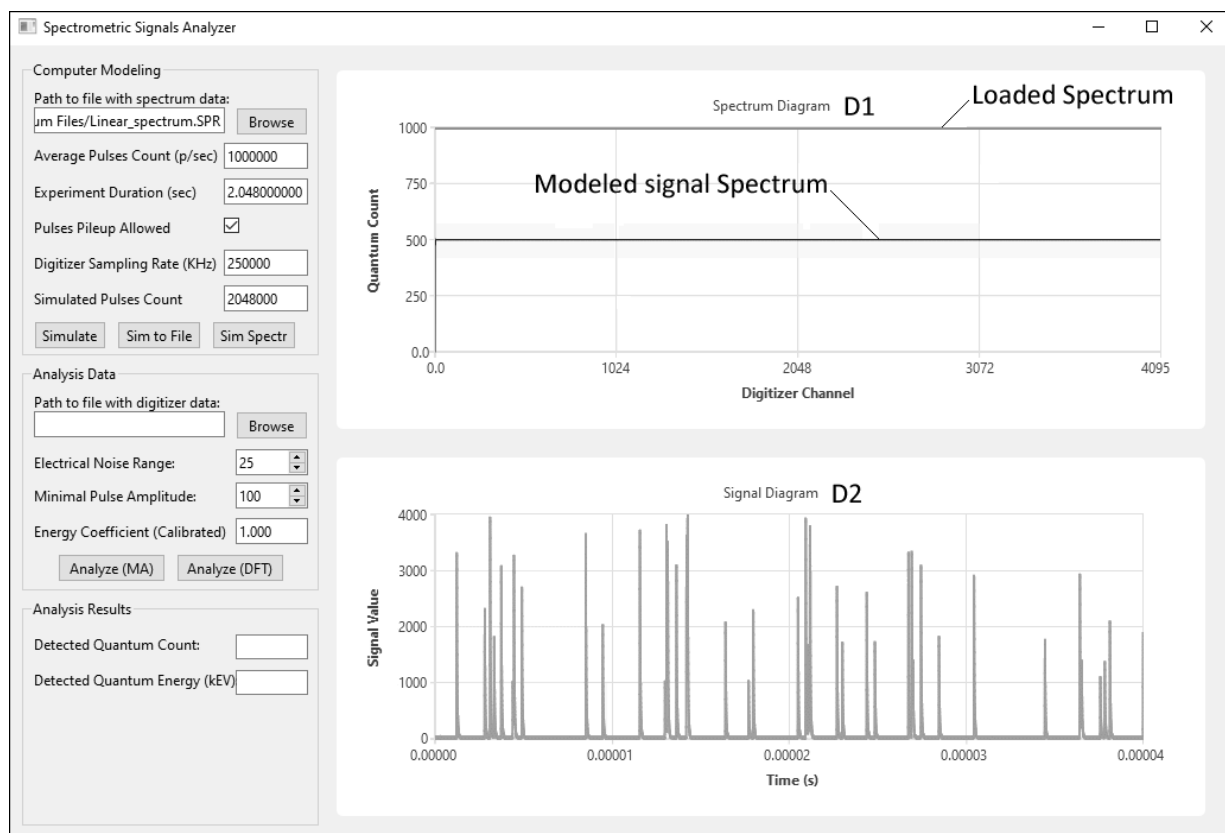 Spectrometric Signals Analyzer
Computer Modeling
Path to file with spectrum data:
um Files/Linear_spectrum.SPR
Browse
Average Pulses Count (p/sec)
1000000
Experiment Duration (sec)
2.048000000
Pulses Pileup Allowed
Digitizer Sampling Rate (KHz)
250000
Simulated Pulses Count
2048000
Simulate
Sim to File
Sim Spectr
Analysis Data
Path to file with digitizer data:
Browse
Electrical Noise Range:
25
Minimal Pulse Amplitude:
100
Energy Coefficient (Calibrated)
1.000
Analyze (MA)
Analyze (DFT)
Analysis Results
Detected Quantum Count:
Detected Quantum Energy (kEV)
Spectrum Diagram
D1
Loaded Spectrum
Modeled signal Spectrum
Quantum Count
1000
750
500
250
0.0
0.0
1024
2048
3072
4095
Digitizer Channel
Signal Diagram
D2
Signal Value
4000
3000
2000
1000
0
0.00000
0.00001
0.00002
0.00003
0.00004
Time (s)